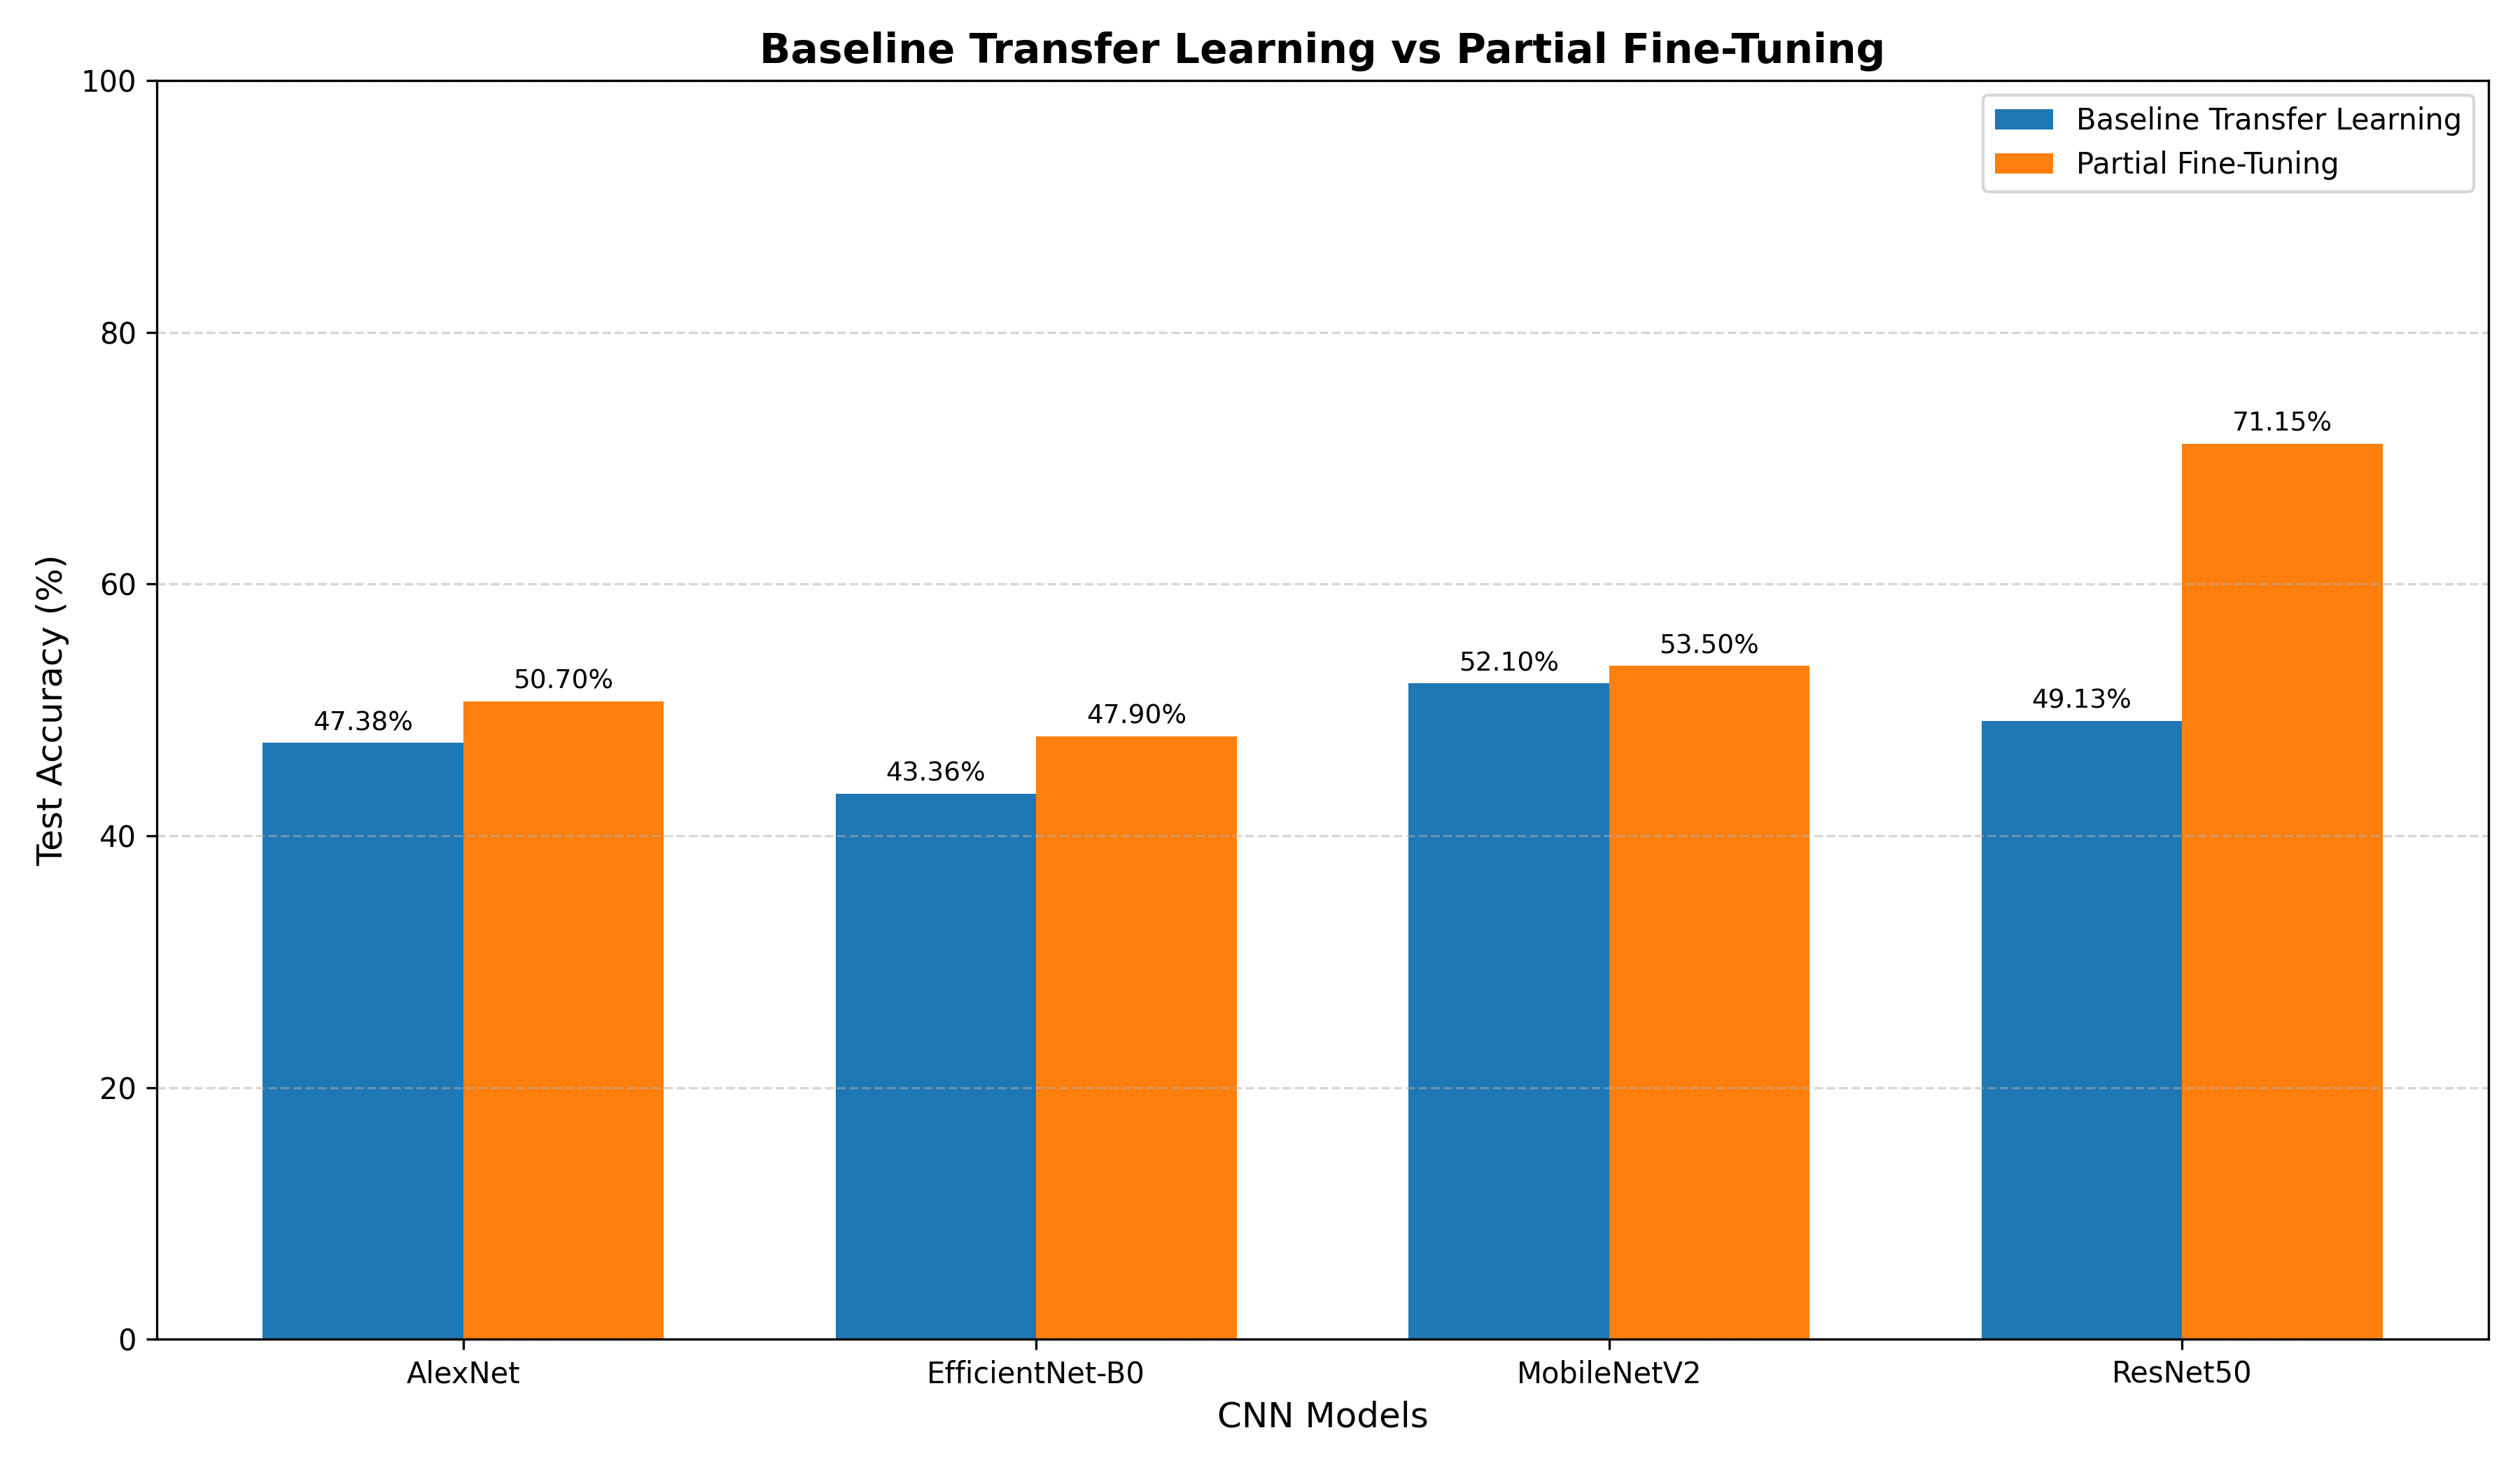 Baseline Transfer Learning vs Partial Fine-Tuning
100
80
60
40
20
0
Test Accuracy (%)
Baseline Transfer Learning
Partial Fine-Tuning
47.38%
50.70%
43.36%
47.90%
52.10%
53.50%
49.13%
71.15%
AlexNet
EfficientNet-B0
MobileNetV2
ResNet50
CNN Models